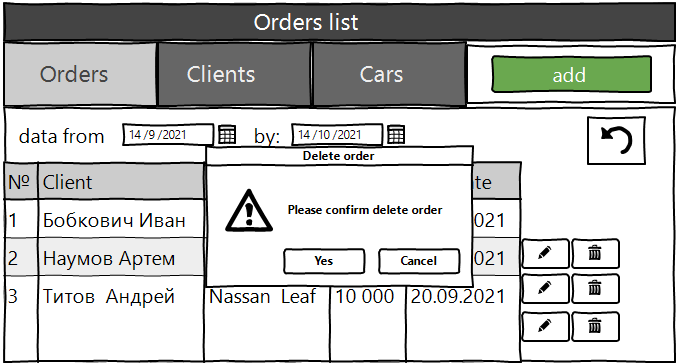 Orders list
Orders Clients Cars add
data from 14/9/2021 by: 14/10/2021
Delete order
№ Client te
Please confirm delete order
1 Бобкович Иван 021
2 Наумов Артем 2021
Yes Cancel
3 Титов Андрей Nassan Leaf 10 000 20.09.2021